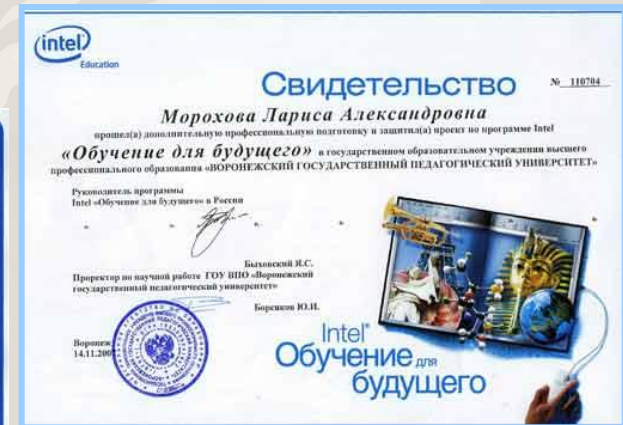 intel
Education
Свидетельство
№ 110704
Морохова Лариса Александровна
прошел(а) дополнительную профессиональную подготовку и защитил(а) проект по программе Intel
«Обучение для будущего» в государственном образовательном учреждении высшего
профессионального образования «ВОРОНЕЖСКИЙ ГОСУДАРСТВЕННЫЙ ПЕДАГОГИЧЕСКИЙ УНИВЕРСИТЕТ»
Руководитель программы
Intel «Обучение для будущего» в России
Быховский Я.С.
Проректор по научной работе ГОУ ВПО «Воронежский
государственный педагогический университет»
Борсяков Ю.И.
Воронеж
14.11.200
Intel®
Обучение для
будущего